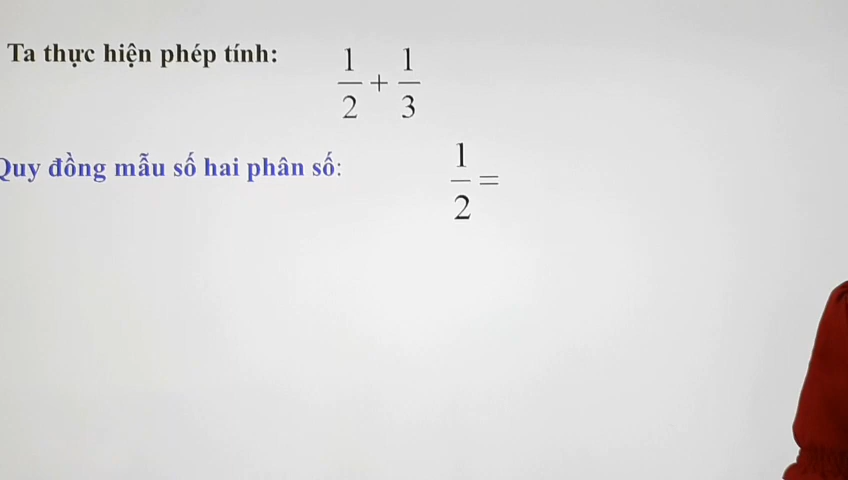 Ta thực hiện phép tính: 1/2 + 1/3
Quy đồng mẫu số hai phân số: 1/2 =